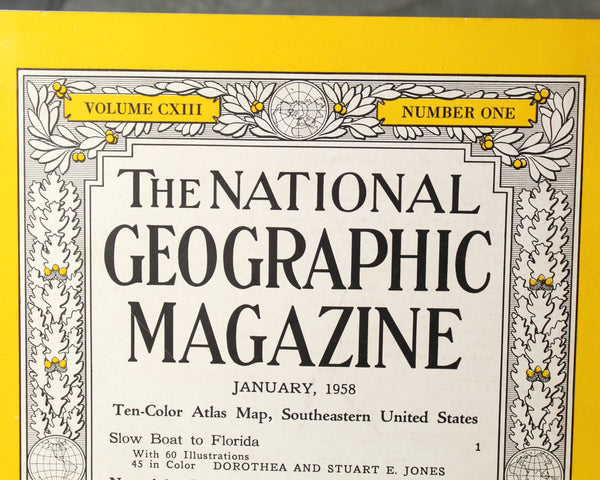 VOLUME CXIII
NUMBER ONE
THE NATIONAL
GEOGRAPHIC
MAGAZINE
JANUARY, 1958
Ten-Color Atlas Map, Southeastern United States
Slow Boat to Florida 1
With 60 Illustrations
45 in Color DOROTHEA AND STUART E. JONES